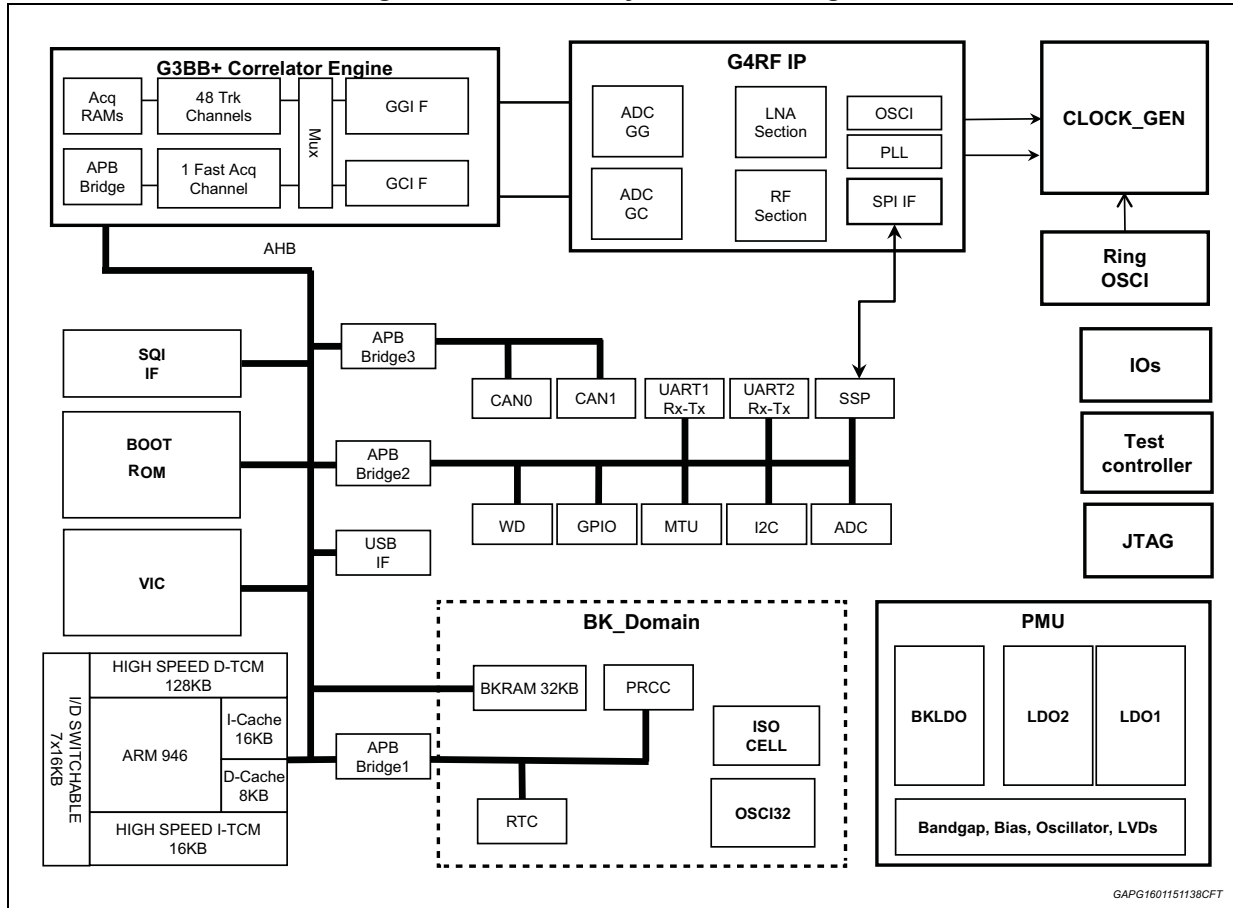 G3BB+ Correlator Engine
Acq
RAMs
48 Trk
Channels
Mux
GGI F
APB
Bridge
1 Fast Acq
Channel
GCI F
G4RF IP
ADC
GG
LNA
Section
OSCI
PLL
ADC
GC
RF
Section
SPI IF
CLOCK_GEN
Ring
OSCI
AHB
SQI
IF
APB
Bridge3
CAN0
CAN1
UART1
Rx-Tx
UART2
Rx-Tx
SSP
IOs
BOOT
ROM
APB
Bridge2
Test
controller
WD
GPIO
MTU
I2C
ADC
JTAG
VIC
USB
IF
BK_Domain
BKRAM 32KB
PRCC
ISO
CELL
RTC
OSCI32
PMU
BKLDO
LDO2
LDO1
Bandgap, Bias, Oscillator, LVDs
I/D SWITCHABLE
7x16KB
HIGH SPEED D-TCM
128KB
ARM 946
I-Cache
16KB
D-Cache
8KB
HIGH SPEED I-TCM
16KB
APB
Bridge1
GAPG1601151138CFT